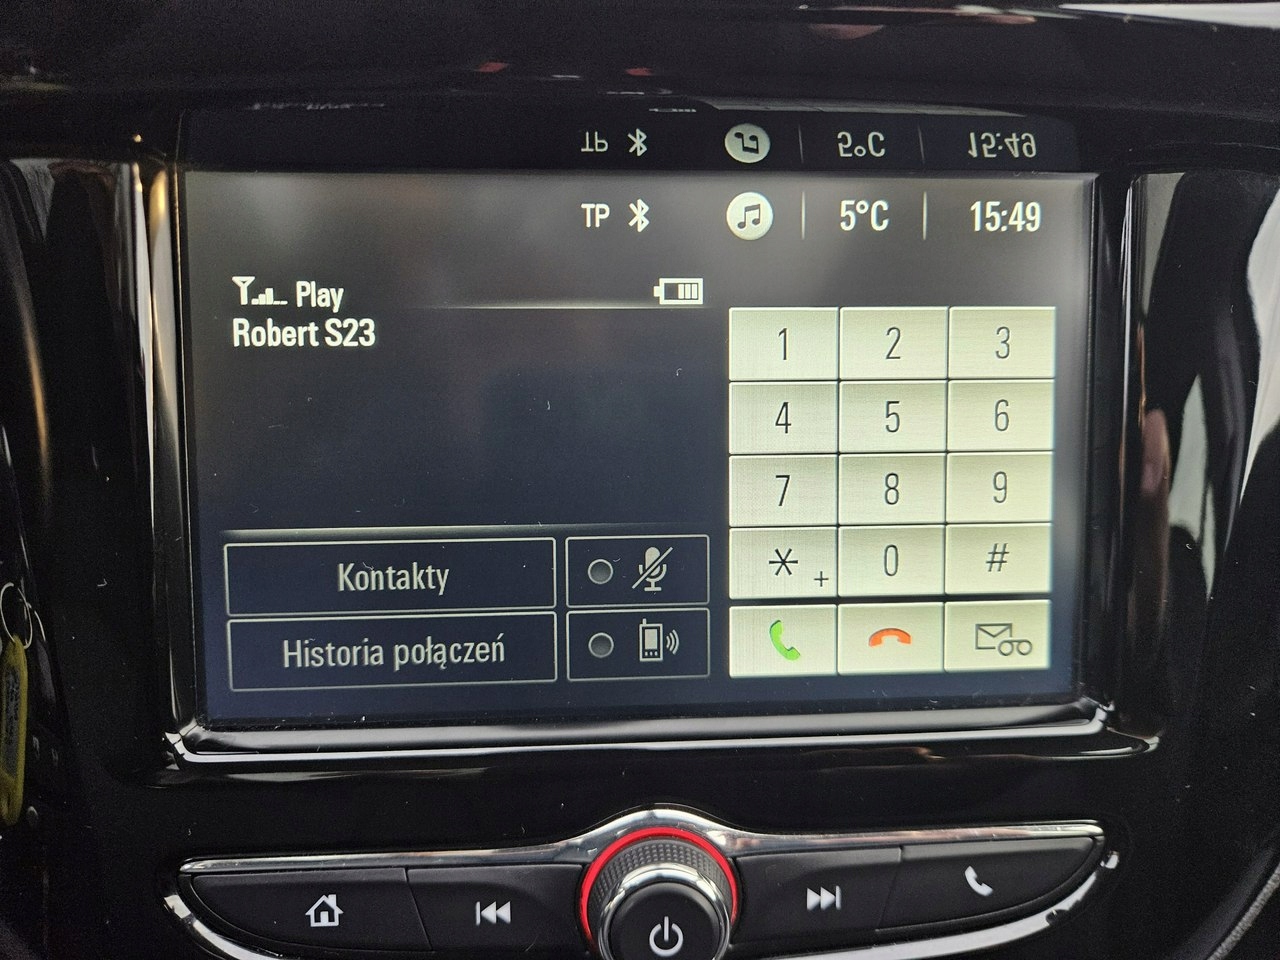 TP 5°C 15:49
Play
Robert S23
1 2 3
4 5 6
7 8 9
* + 0 #
Kontakty
Historia połączeń